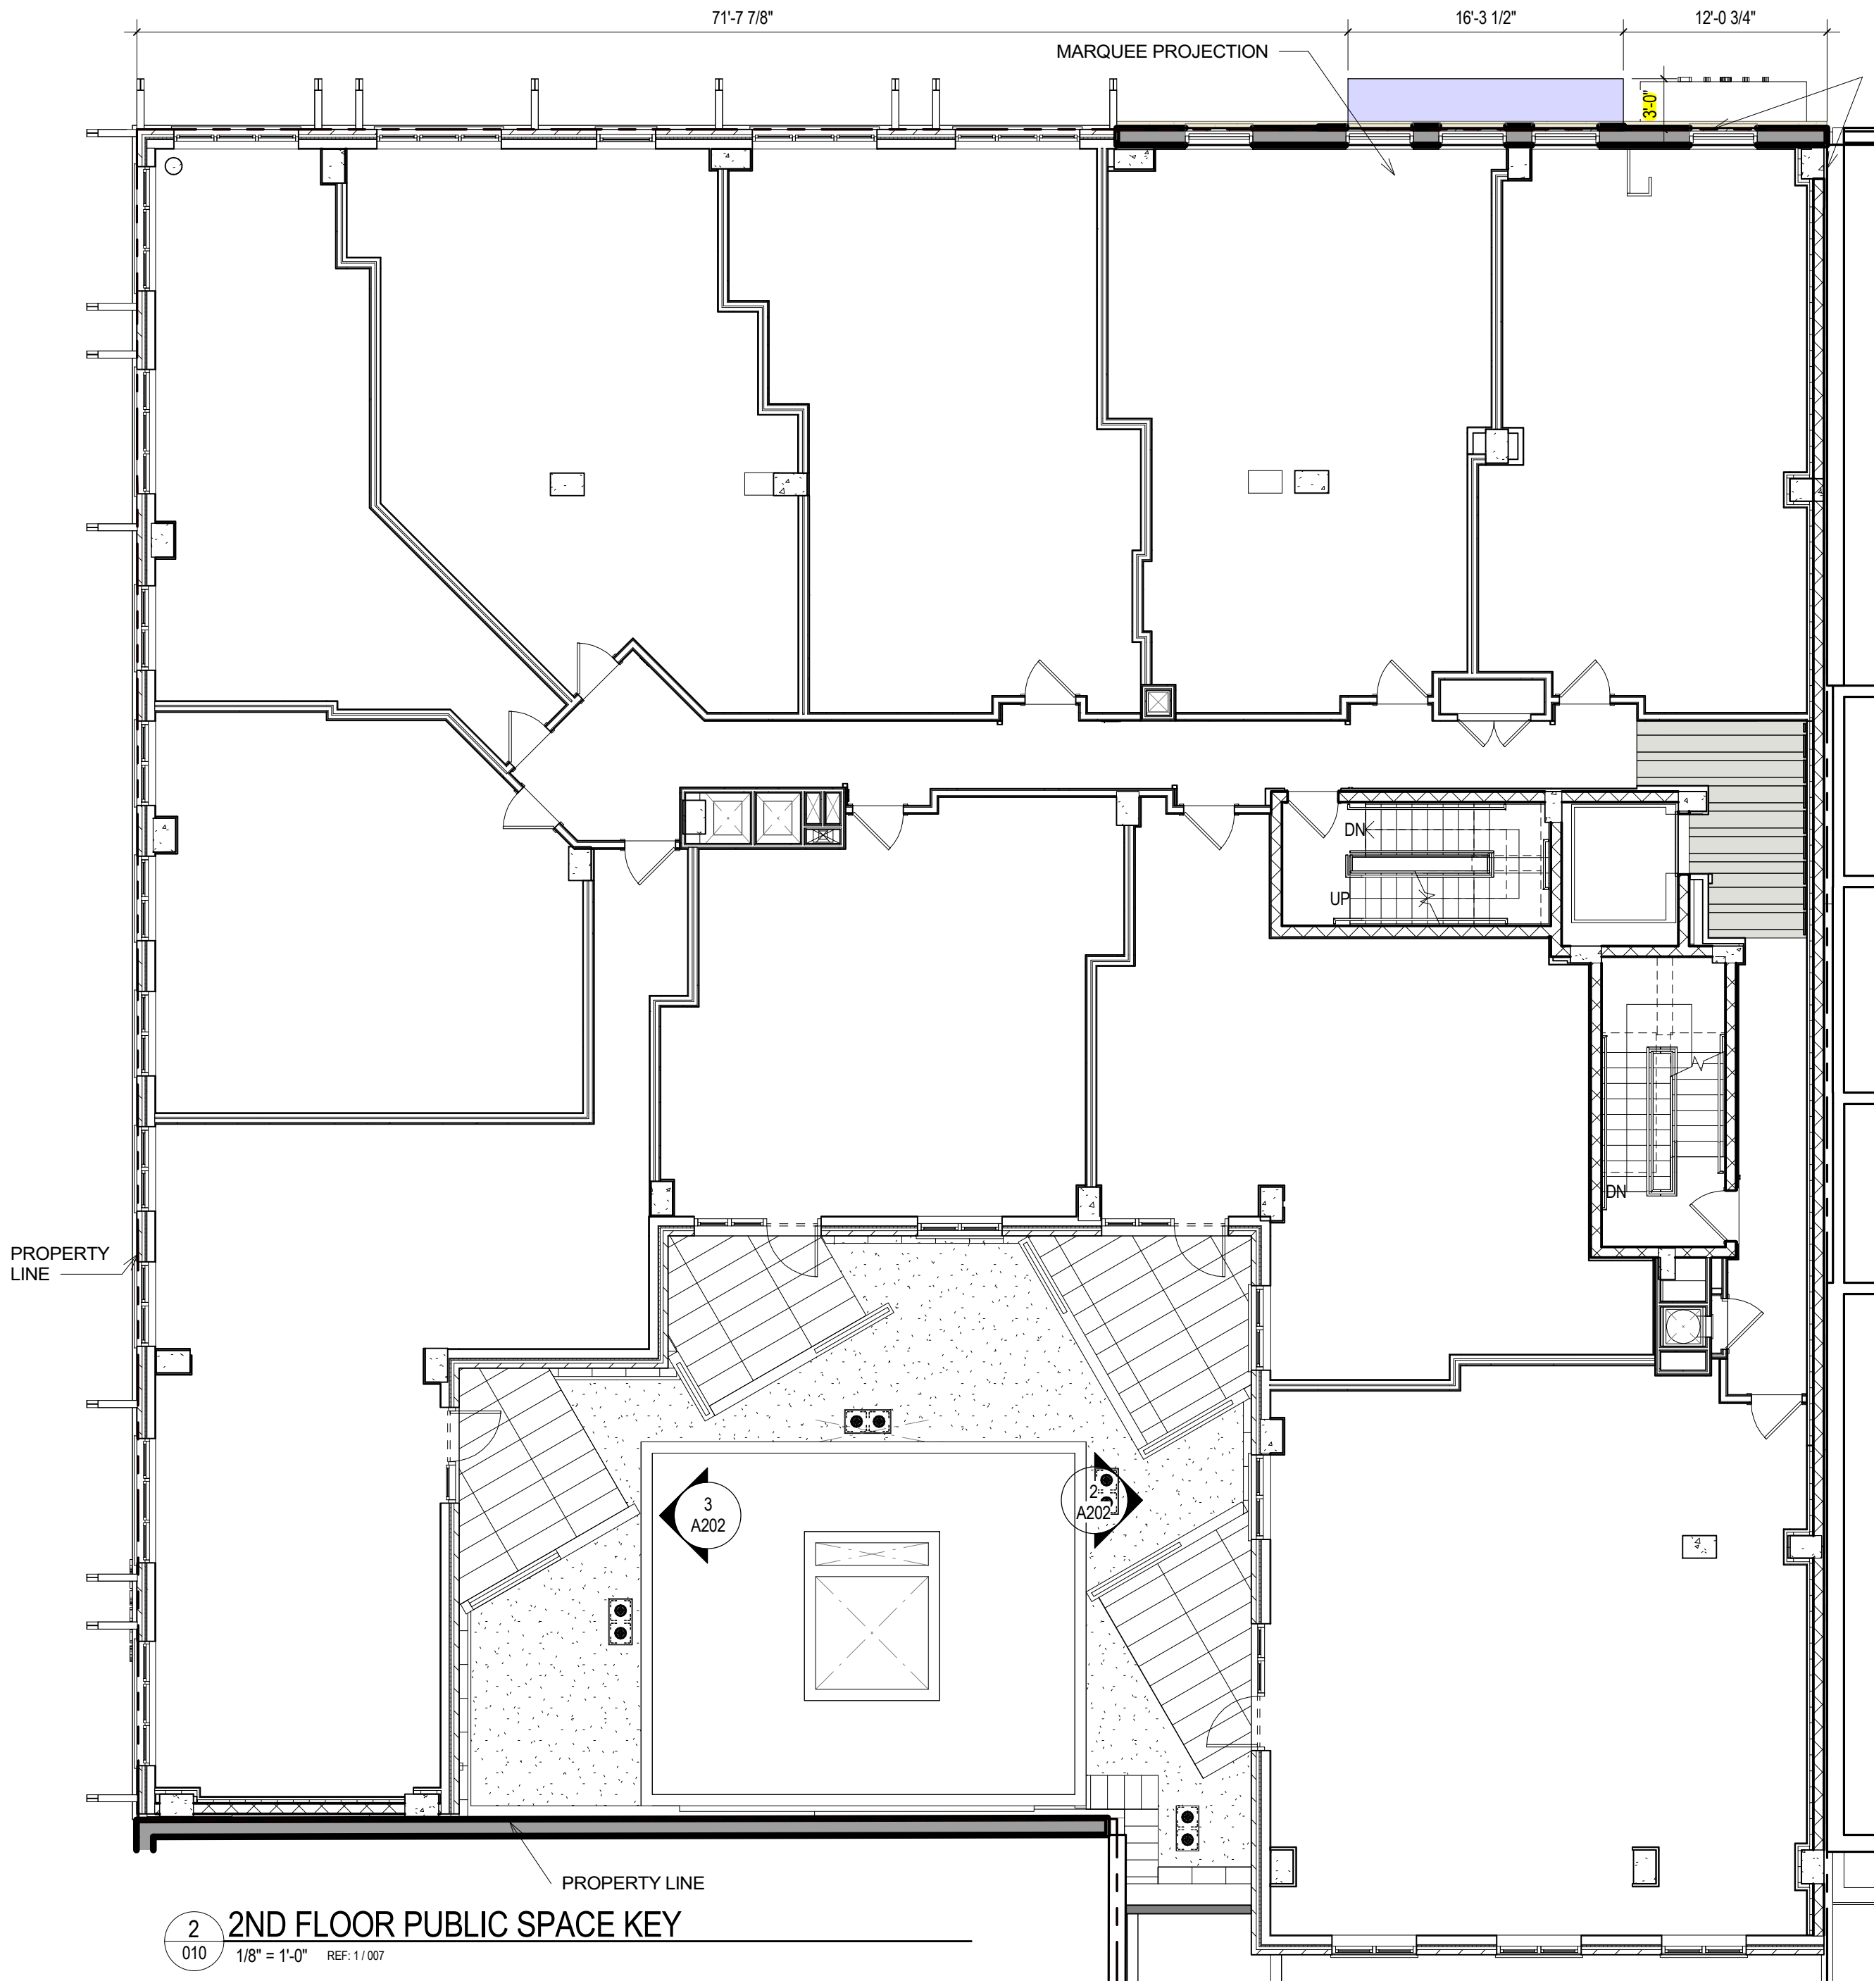 71'-7 7/8"
16'-3 1/2"
12'-0 3/4"
MARQUEE PROJECTION
3'-0"
DN
UP
DN
PROPERTY
LINE
3
A202
2
A202
PROPERTY LINE
2
010
2ND FLOOR PUBLIC SPACE KEY
1/8" = 1'-0"
REF: 1 / 007